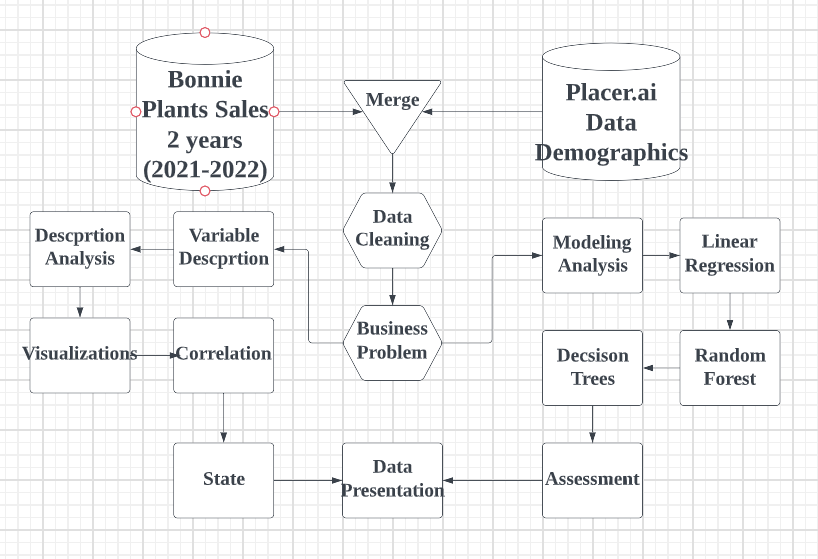 Bonnie
Plants Sales
2 years
(2021-2022)
Merge
Placer.ai
Data
Demographics
Data
Cleaning
Descprtion
Analysis
Variable
Descprtion
Modeling
Analysis
Linear
Regression
Business
Problem
Visualizations
Correlation
Decsison
Trees
Random
Forest
State
Data
Presentation
Assessment